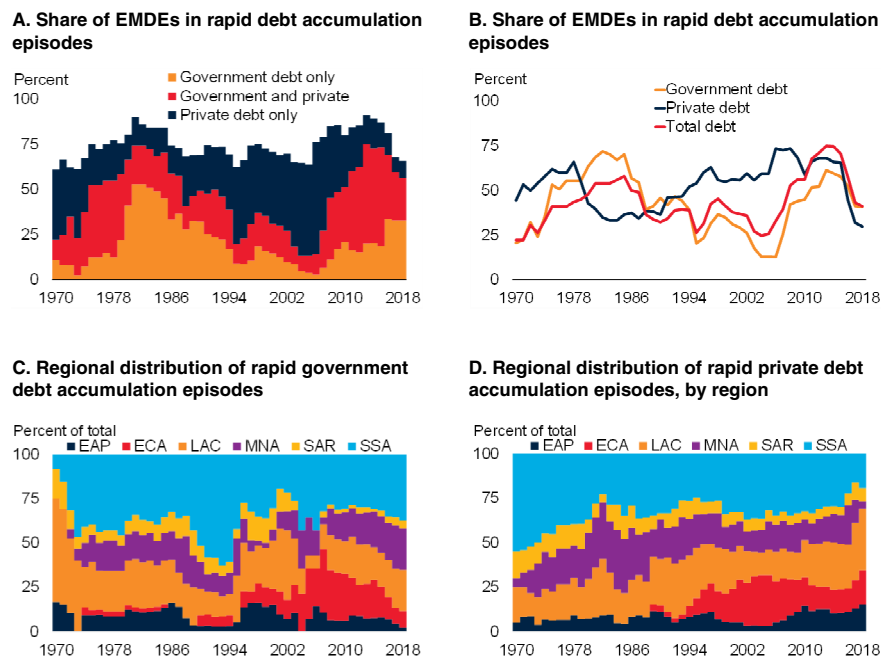 A. Share of EMDEs in rapid debt accumulation
episodes
Percent
Government debt only
Government and private
Private debt only
100
75
50
25
0
1970 1978 1986 1994 2002 2010 2018
B. Share of EMDEs in rapid debt accumulation
episodes
Percent
Government debt
Private debt
Total debt
100
75
50
25
0
1970 1978 1986 1994 2002 2010 2018
C. Regional distribution of rapid government
debt accumulation episodes
Percent of total
EAP ECA LAC MNA SAR SSA
100
75
50
25
0
1970 1978 1986 1994 2002 2010 2018
D. Regional distribution of rapid private debt
accumulation episodes, by region
Percent of total
EAP ECA LAC MNA SAR SSA
100
75
50
25
0
1970 1978 1986 1994 2002 2010 2018